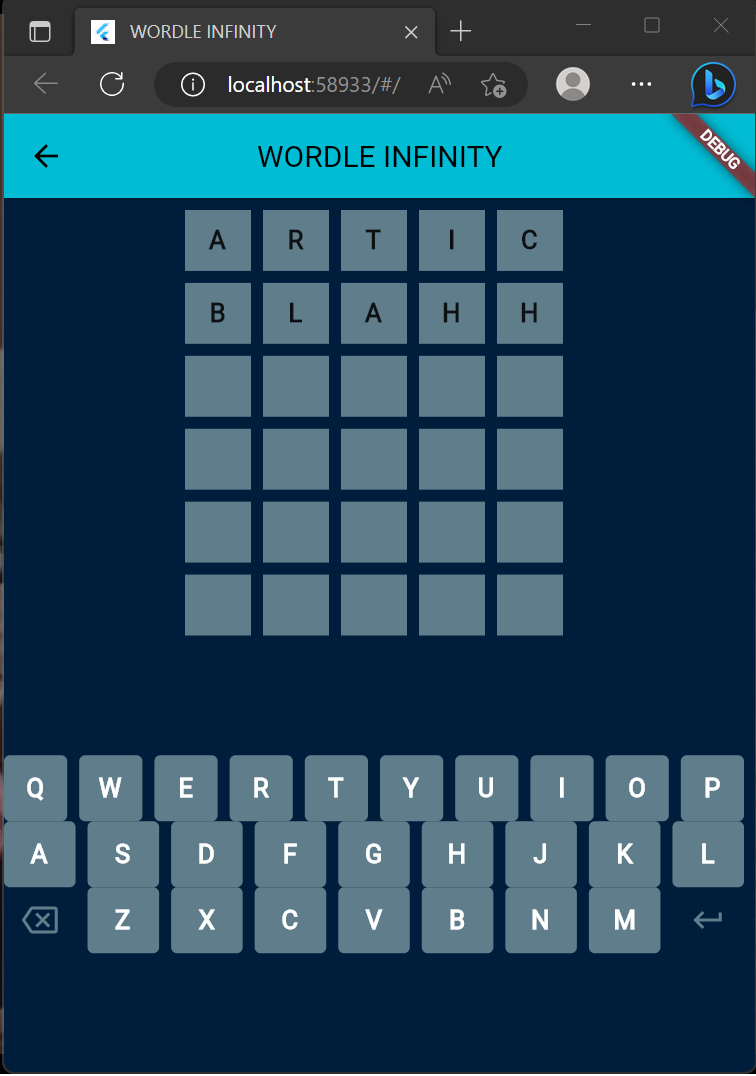 WORDLE INFINITY
localhost:58933/#/
WORDLE INFINITY
DEBUG
A R T I C
B L A H H
Q W E R T Y U I O P
A S D F G H J K L
Z X C V B N M